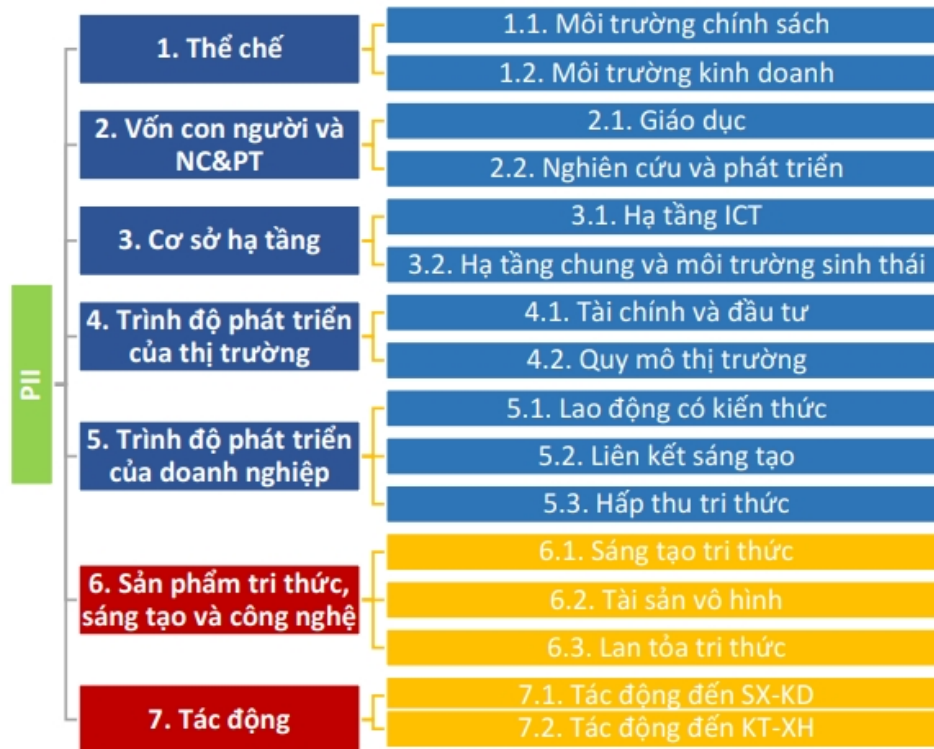 PII
1. Thể chế
1.1. Môi trường chính sách
1.2. Môi trường kinh doanh
2. Vốn con người và
NC&PT
2.1. Giáo dục
2.2. Nghiên cứu và phát triển
3. Cơ sở hạ tầng
3.1. Hạ tầng ICT
3.2. Hạ tầng chung và môi trường sinh thái
4. Trình độ phát triển
của thị trường
4.1. Tài chính và đầu tư
4.2. Quy mô thị trường
5. Trình độ phát triển
của doanh nghiệp
5.1. Lao động có kiến thức
5.2. Liên kết sáng tạo
5.3. Hấp thu tri thức
6. Sản phẩm tri thức,
sáng tạo và công nghệ
6.1. Sáng tạo tri thức
6.2. Tài sản vô hình
6.3. Lan tỏa tri thức
7. Tác động
7.1. Tác động đến SX-KD
7.2. Tác động đến KT-XH